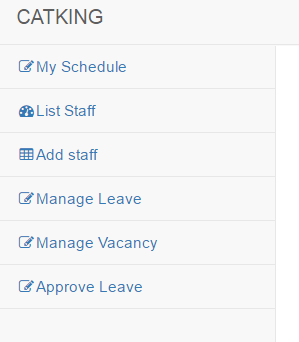 CATKING
My Schedule
List Staff
Add staff
Manage Leave
Manage Vacancy
Approve Leave